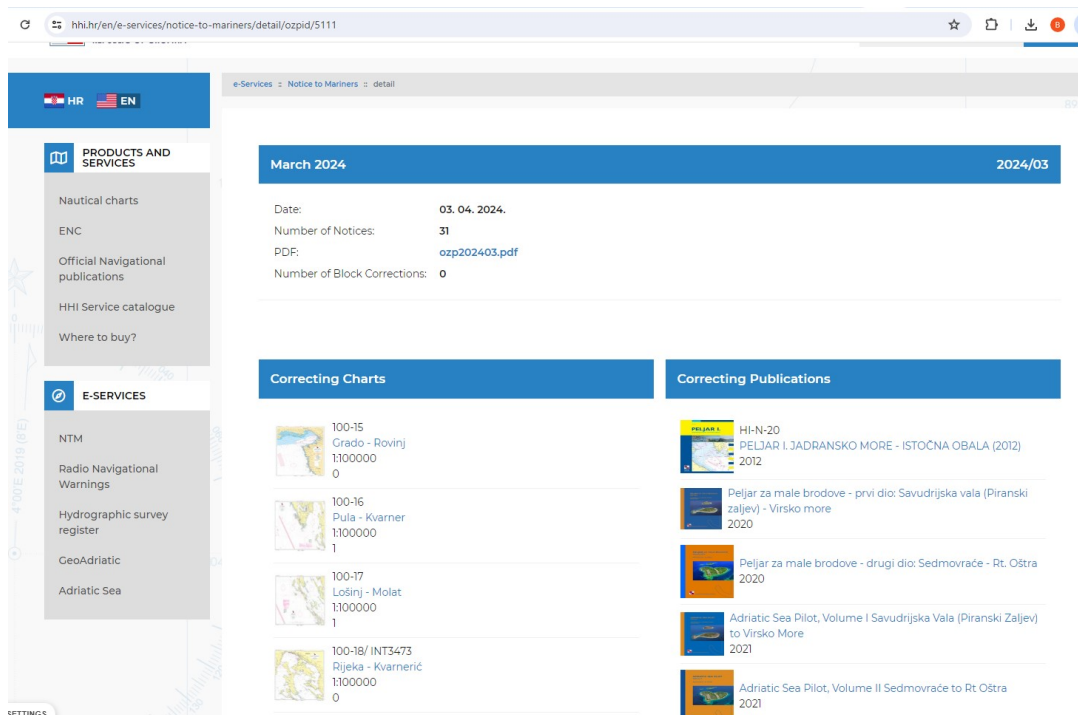 hhi.hr/en/e-services/notice-to-mariners/detail/ozpid/5111
B
HR EN
e-Services :: Notice to Mariners :: detail
PRODUCTS AND
SERVICES
Nautical charts
ENC
Official Navigational
publications
HHI Service catalogue
Where to buy?
E-SERVICES
NTM
Radio Navigational
Warnings
Hydrographic survey
register
GeoAdriatic
Adriatic Sea
4°00'E 2019 (8'E)
SETTINGS
March 2024 2024/03
Date: 03. 04. 2024.
Number of Notices: 31
PDF: ozp202403.pdf
Number of Block Corrections: 0
Correcting Charts
100-15
Grado - Rovinj
1:100000
0
100-16
Pula - Kvarner
1:100000
1
100-17
Lošinj - Molat
1:100000
1
100-18/ INT3473
Rijeka - Kvarnerić
1:100000
0
Correcting Publications
PELJAR I.
HI-N-20
PELJAR I. JADRANSKO MORE - ISTOČNA OBALA (2012)
2012
Peljar za male brodove - prvi dio: Savudrijska vala (Piranski
zaljev) - Virsko more
2020
Peljar za male brodove - drugi dio: Sedmovraće - Rt. Oštra
2020
Adriatic Sea Pilot, Volume I Savudrijska Vala (Piranski Zaljev)
to Virsko More
2021
Adriatic Sea Pilot, Volume II Sedmovraće to Rt Oštra
2021